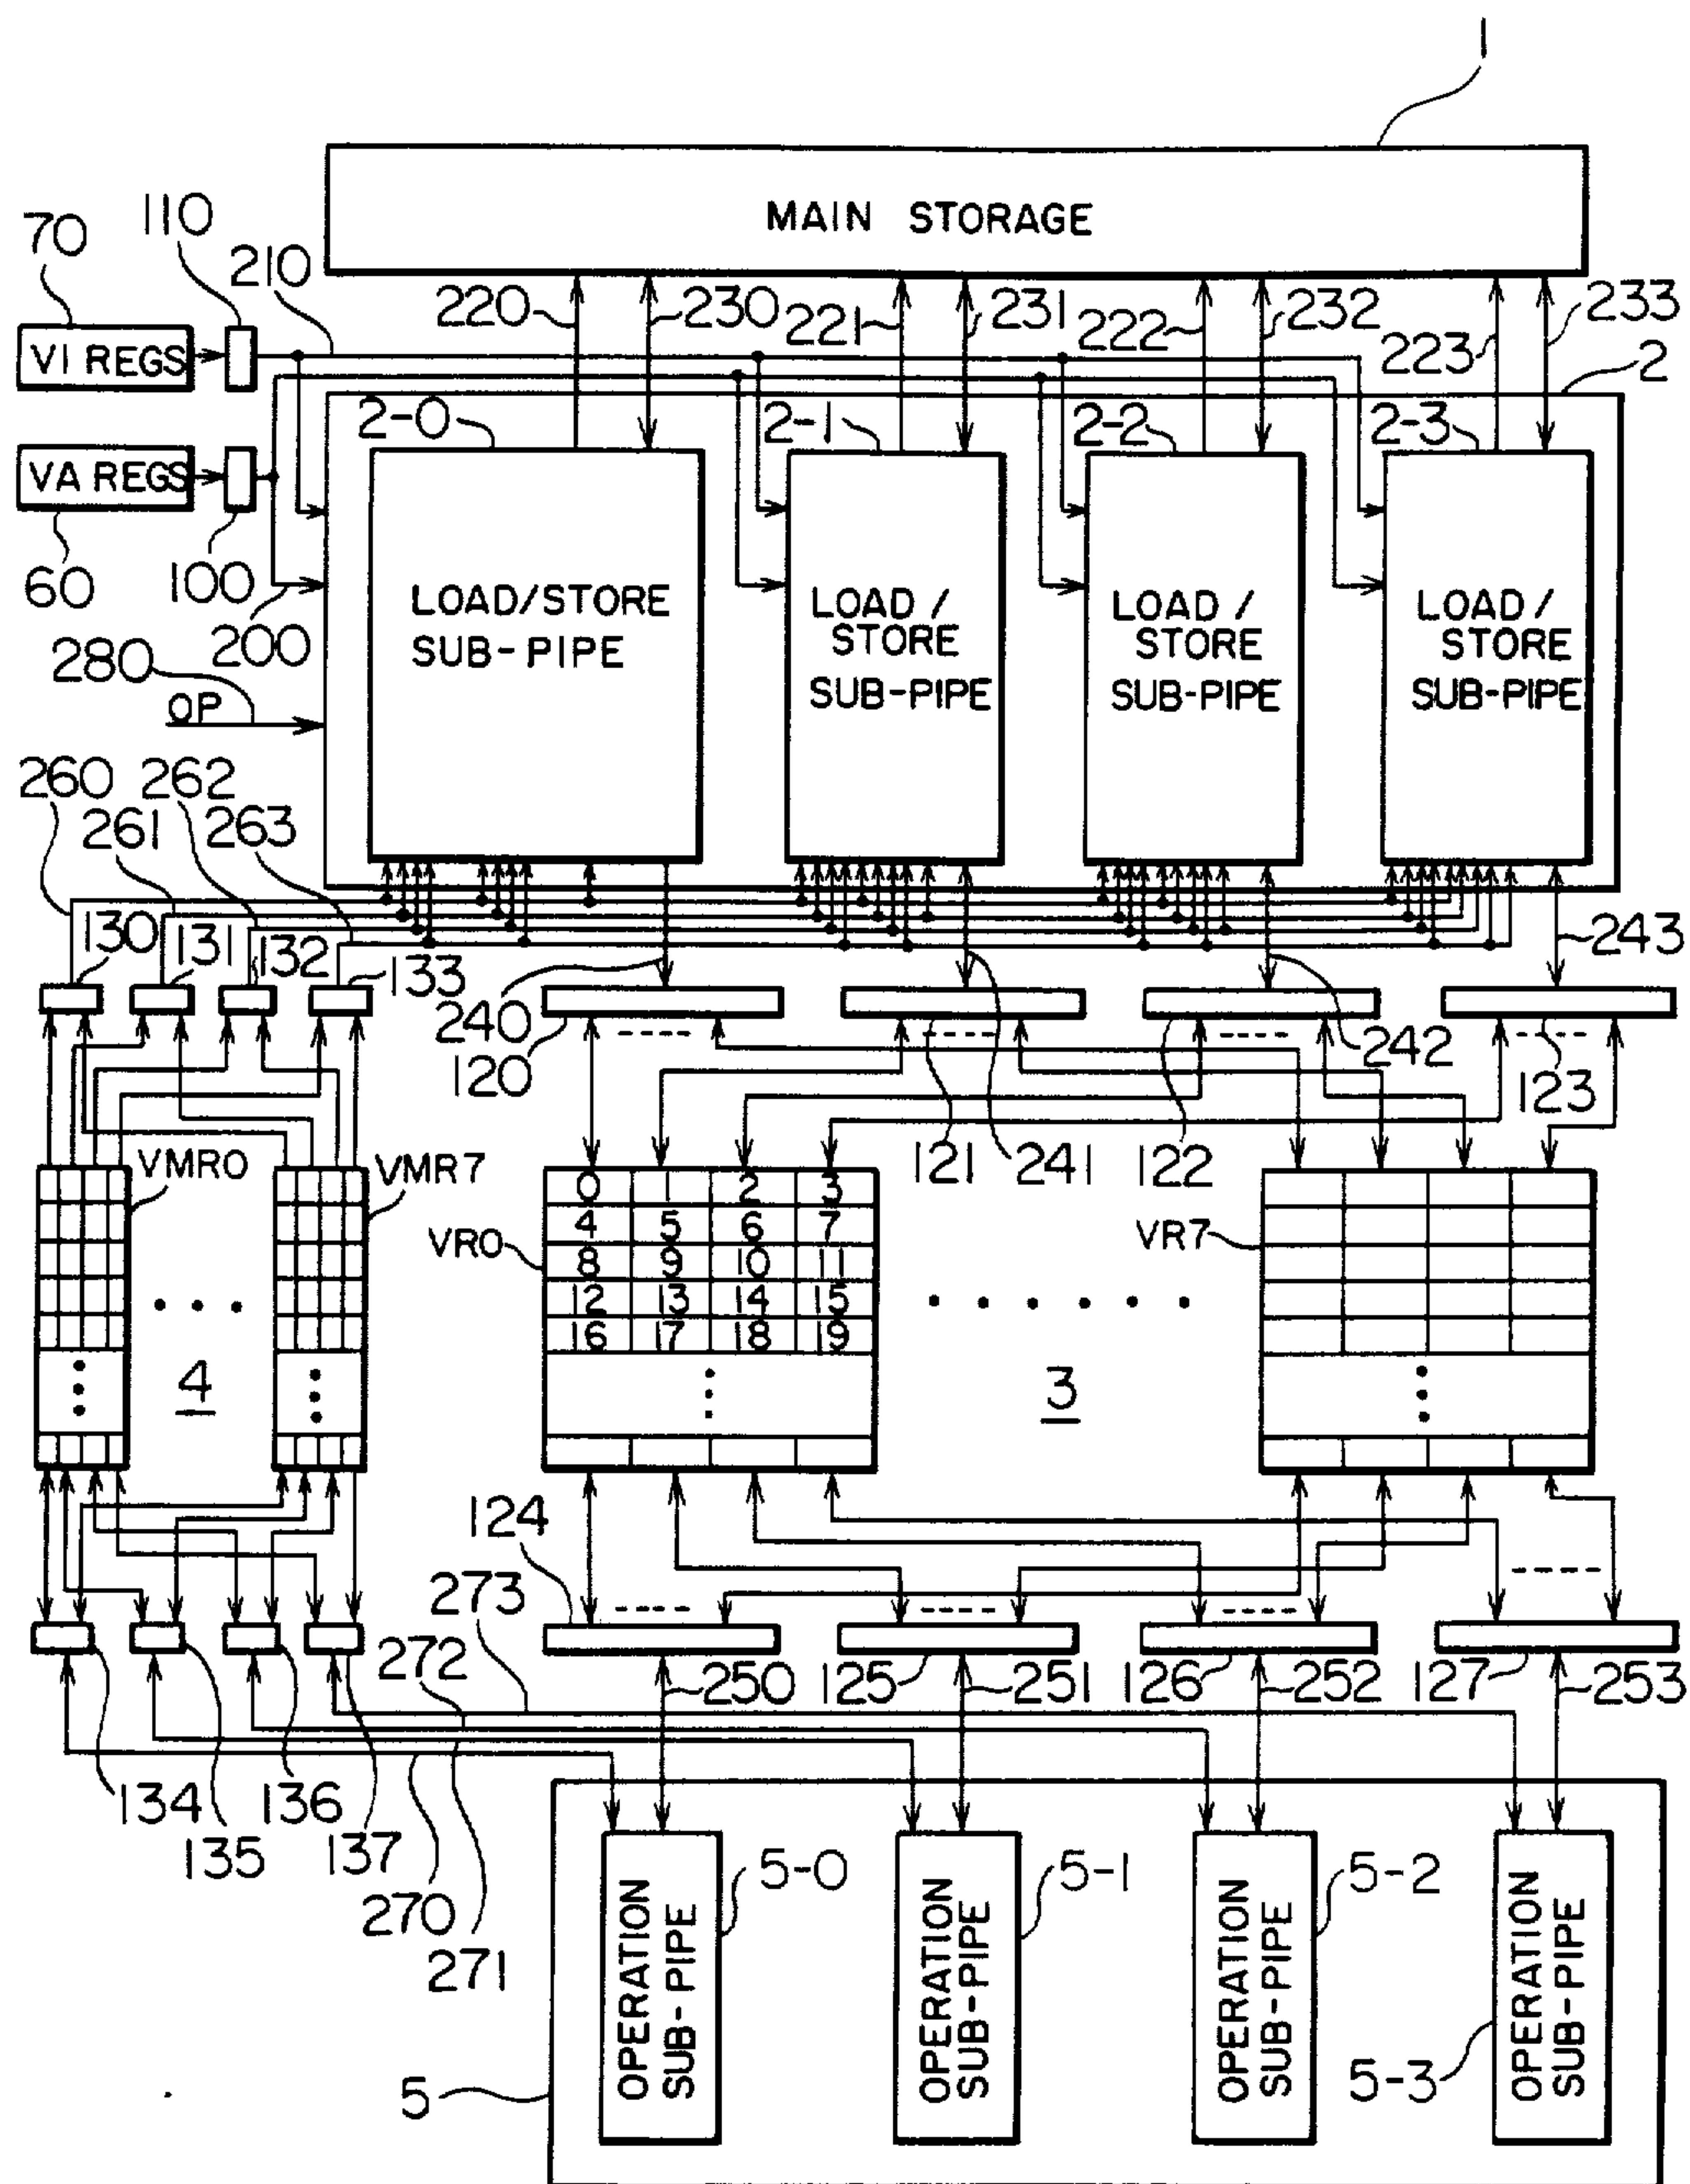 1
MAIN STORAGE
70
110
210
220
230
221
231
222
232
223
233
VI REGS
2
2-0
2-1
2-2
2-3
VA REGS
60
100
200
280
OP
LOAD/STORE
SUB-PIPE
LOAD /
STORE
SUB-PIPE
LOAD /
STORE
SUB-PIPE
LOAD /
STORE
SUB-PIPE
260
262
261
263
130
131
132
133
240
120
243
242
123
121
241
122
VMR0
VMR7
VR0
VR7
0 1 2 3
4 5 6 7
8 9 10 11
12 13 14 15
16 17 18 19
4
3
124
273
272
250
125
251
126
252
127
253
134
136
135
137
270
271
5-0
5-1
5-2
5-3
5
OPERATION
SUB-PIPE
OPERATION
SUB-PIPE
OPERATION
SUB-PIPE
OPERATION
SUB-PIPE